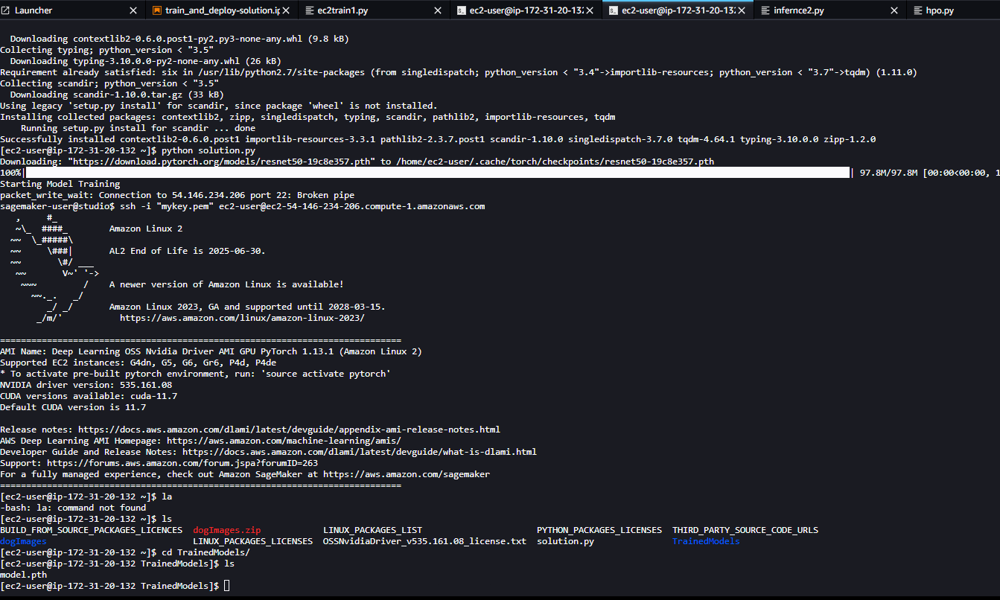 Launcher
train_and_deploy-solution.ip
ec2train1.py
ec2-user@ip-172-31-20-132
ec2-user@ip-172-31-20-132
infernce2.py
hpo.py
  Downloading contextlib2-0.6.0.post1-py2.py3-none-any.whl (9.8 kB)
Collecting typing; python_version < "3.5"
  Downloading typing-3.10.0.0-py2-none-any.whl (26 kB)
Requirement already satisfied: six in /usr/lib/python2.7/site-packages (from singledispatch; python_version < "3.4"->importlib-resources; python_version < "3.7"->tqdm) (1.11.0)
Collecting scandir; python_version < "3.5"
  Downloading scandir-1.10.0.tar.gz (33 kB)
Using legacy 'setup.py install' for scandir, since package 'wheel' is not installed.
Installing collected packages: contextlib2, zipp, singledispatch, typing, scandir, pathlib2, importlib-resources, tqdm
    Running setup.py install for scandir ... done
Successfully installed contextlib2-0.6.0.post1 importlib-resources-3.3.1 pathlib2-2.3.7.post1 scandir-1.10.0 singledispatch-3.7.0 tqdm-4.64.1 typing-3.10.0.0 zipp-1.2.0
[ec2-user@ip-172-31-20-132 ~]$ python solution.py
Downloading: "https://download.pytorch.org/models/resnet50-19c8e357.pth" to /home/ec2-user/.cache/torch/checkpoints/resnet50-19c8e357.pth
100%| | 97.8M/97.8M [00:00<00:00, 1
Starting Model Training
packet_write_wait: Connection to 54.146.234.206 port 22: Broken pipe
sagemaker-user@studio$ ssh -i "mykey.pem" ec2-user@ec2-54-146-234-206.compute-1.amazonaws.com
   ,     #_
   ~\_  ####_        Amazon Linux 2
  ~~  \_#####\
  ~~     \###|       AL2 End of Life is 2025-06-30.
  ~~       \#/ ___
   ~~       V~' '->
    ~~~         /    A newer version of Amazon Linux is available!
      ~~._.   _/
         _/ _/       Amazon Linux 2023, GA and supported until 2028-03-15.
       _/m/'           https://aws.amazon.com/linux/amazon-linux-2023/
=============================================================================
AMI Name: Deep Learning OSS Nvidia Driver AMI GPU PyTorch 1.13.1 (Amazon Linux 2)
Supported EC2 instances: G4dn, G5, G6, Gr6, P4d, P4de
* To activate pre-built pytorch environment, run: 'source activate pytorch'
NVIDIA driver version: 535.161.08
CUDA versions available: cuda-11.7
Default CUDA version is 11.7
Release notes: https://docs.aws.amazon.com/dlami/latest/devguide/appendix-ami-release-notes.html
AWS Deep Learning AMI Homepage: https://aws.amazon.com/machine-learning/amis/
Developer Guide and Release Notes: https://docs.aws.amazon.com/dlami/latest/devguide/what-is-dlami.html
Support: https://forums.aws.amazon.com/forum.jspa?forumID=263
For a fully managed experience, check out Amazon SageMaker at https://aws.amazon.com/sagemaker
=============================================================================
[ec2-user@ip-172-31-20-132 ~]$ la
-bash: la: command not found
[ec2-user@ip-172-31-20-132 ~]$ ls
BUILD_FROM_SOURCE_PACKAGES_LICENCES  dogImages.zip            LINUX_PACKAGES_LIST                      PYTHON_PACKAGES_LICENSES  THIRD_PARTY_SOURCE_CODE_URLS
dogImages                            LINUX_PACKAGES_LICENSES  OSSNvidiaDriver_v535.161.08_license.txt  solution.py               TrainedModels
[ec2-user@ip-172-31-20-132 ~]$ cd TrainedModels/
[ec2-user@ip-172-31-20-132 TrainedModels]$ ls
model.pth
[ec2-user@ip-172-31-20-132 TrainedModels]$